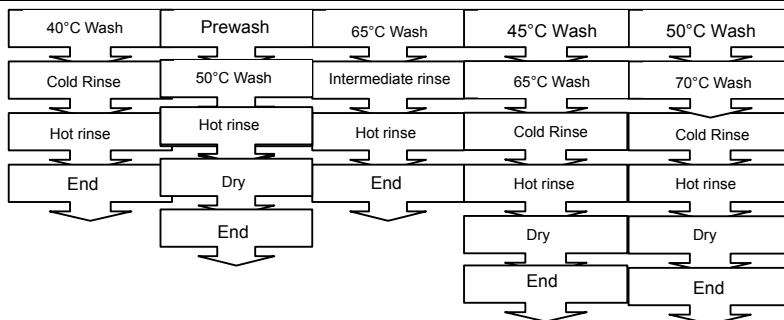 40°C Wash
Cold Rinse
Hot rinse
End
Prewash
50°C Wash
Hot rinse
Dry
End
65°C Wash
Intermediate rinse
Hot rinse
End
45°C Wash
65°C Wash
Cold Rinse
Hot rinse
Dry
End
50°C Wash
70°C Wash
Cold Rinse
Hot rinse
Dry
End